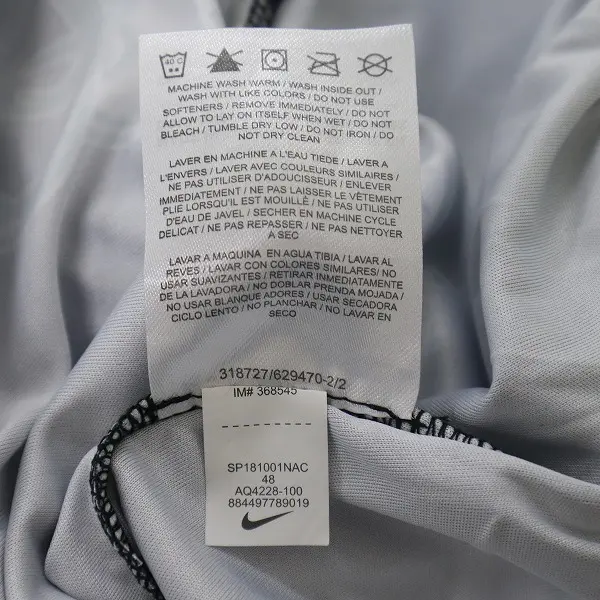 40 C
MACHINE WASH WARM / WASH INSIDE OUT /
WASH WITH LIKE COLORS / DO NOT USE
SOFTENERS / REMOVE IMMEDIATELY / DO NOT
ALLOW TO LAY ON ITSELF WHEN WET / DO NOT
BLEACH / TUMBLE DRY LOW / DO NOT IRON / DO
NOT DRY CLEAN
LAVER EN MACHINE A L'EAU TIEDE / LAVER A
L'ENVERS / LAVER AVEC COULEURS SIMILAIRES /
NE PAS UTILISER D'ADOUCISSEUR / ENLEVER
IMMEDIATEMENT / NE PAS LAISSER LE VÊTEMENT
PLIE LORSQU'IL EST MOUILLÈ / NE PAS UTILISER
D'EAU DE JAVEL / SECHER EN MACHINE CYCLE
DELICAT / NE PAS REPASSER / NE PAS NETTOYER
A SEC
LAVAR A MAQUINA EN AGUA TIBIA / LAVAR AL
REVES / LAVAR CON COLORES SIMILARES/ NO
USAR SUAVIZANTES / RETIRAR INMEDIATAMENTE
DE LA LAVADORA / NO DOBLAR PRENDA MOJADA /
NO USAR BLANQUE ADORES / USAR SECADORA
CICLO LENTO / NO PLANCHAR / NO LAVAR EN
SECO
318727/629470-2/2
IM# 368545
SP181001NAC
48
AQ4228-100
884497789019